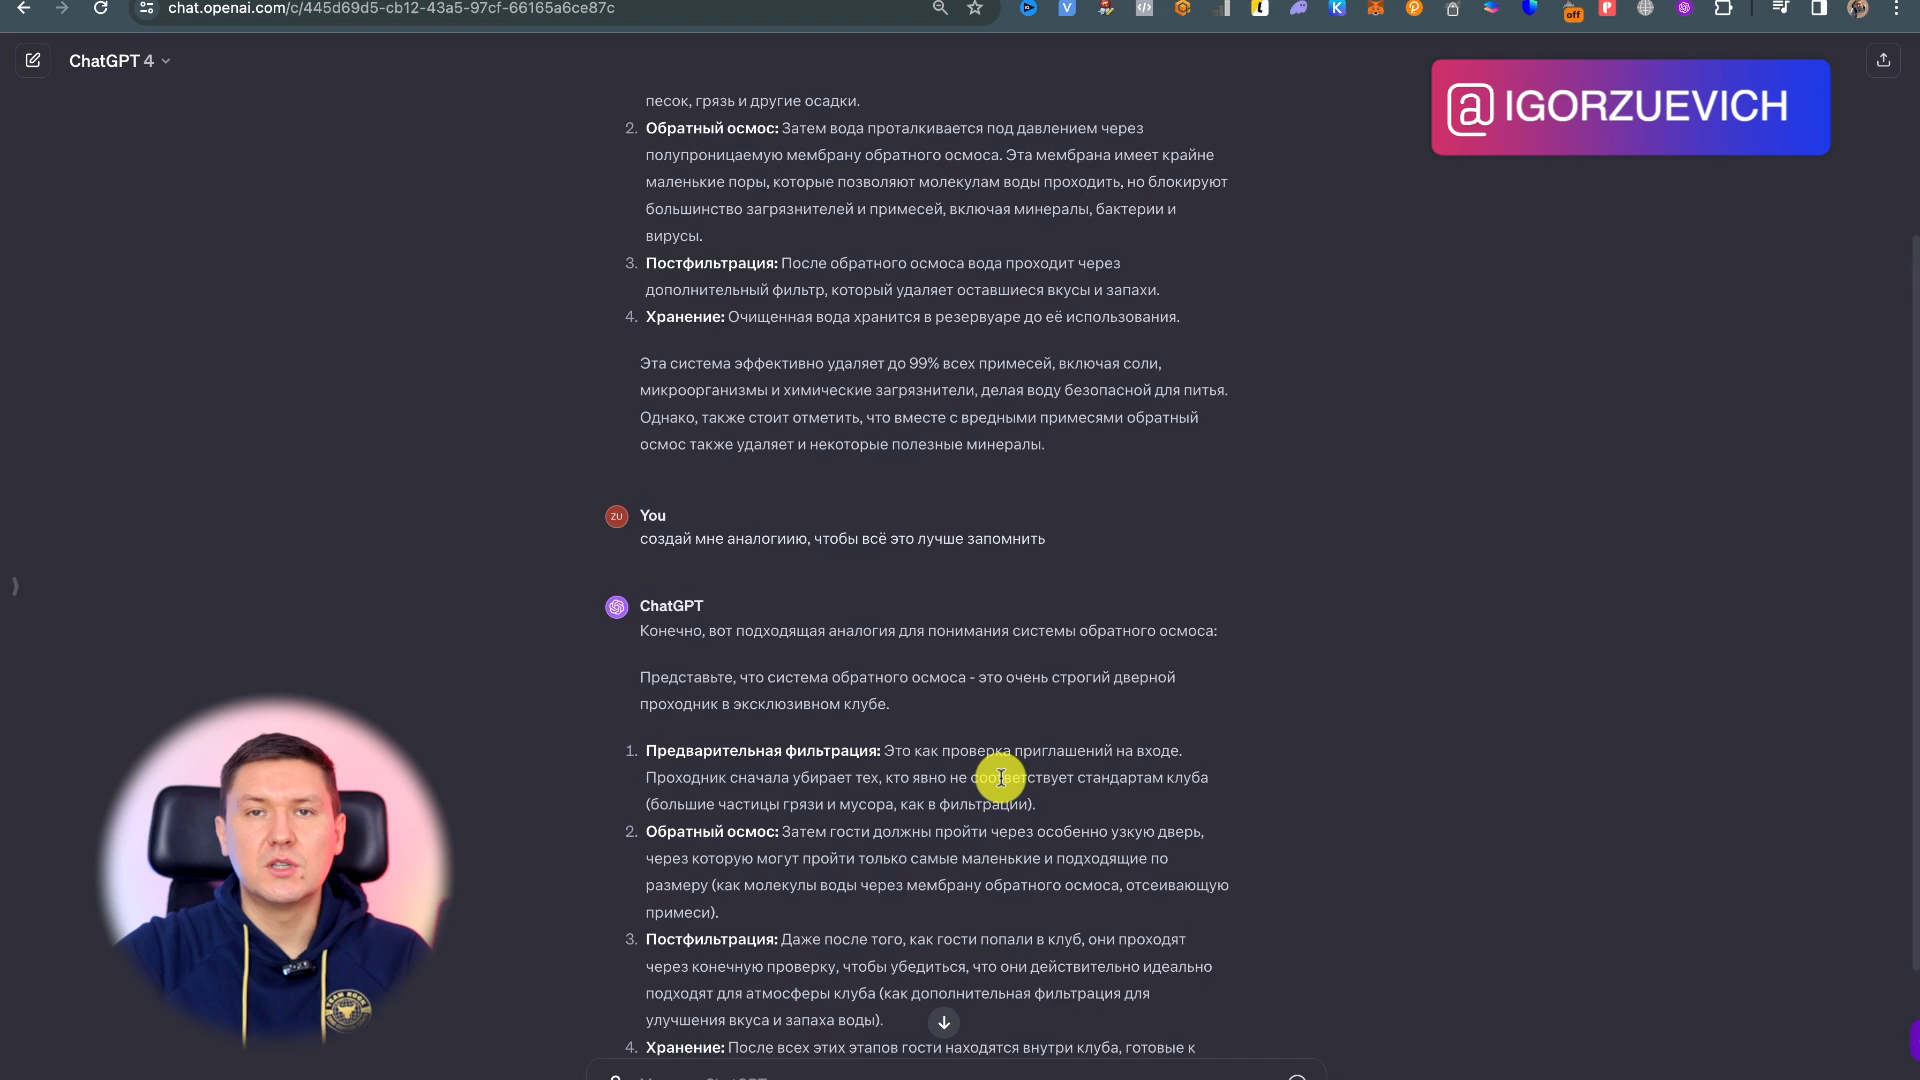 chat.openai.com/c/445d69d5-cb12-43a5-97cf-66165a6ce87c
off
ChatGPT 4
@IGORZUEVICH
песок, грязь и другие осадки.
2. Обратный осмос: Затем вода проталкивается под давлением через
полупроницаемую мембрану обратного осмоса. Эта мембрана имеет крайне
маленькие поры, которые позволяют молекулам воды проходить, но блокируют
большинство загрязнителей и примесей, включая минералы, бактерии и
вирусы.
3. Постфильтрация: После обратного осмоса вода проходит через
дополнительный фильтр, который удаляет оставшиеся вкусы и запахи.
4. Хранение: Очищенная вода хранится в резервуаре до её использования.
Эта система эффективно удаляет до 99% всех примесей, включая соли,
микроорганизмы и химические загрязнители, делая воду безопасной для питья.
Однако, также стоит отметить, что вместе с вредными примесями обратный
осмос также удаляет и некоторые полезные минералы.
ZU You
создай мне аналогиию, чтобы всё это лучше запомнить
ChatGPT
Конечно, вот подходящая аналогия для понимания системы обратного осмоса:
Представьте, что система обратного осмоса - это очень строгий дверной
проходник в эксклюзивном клубе.
1. Предварительная фильтрация: Это как проверка приглашений на входе.
Проходник сначала убирает тех, кто явно не соответствует стандартам клуба
(большие частицы грязи и мусора, как в фильтрации).
2. Обратный осмос: Затем гости должны пройти через особенно узкую дверь,
через которую могут пройти только самые маленькие и подходящие по
размеру (как молекулы воды через мембрану обратного осмоса, отсеивающую
примеси).
3. Постфильтрация: Даже после того, как гости попали в клуб, они проходят
через конечную проверку, чтобы убедиться, что они действительно идеально
подходят для атмосферы клуба (как дополнительная фильтрация для
улучшения вкуса и запаха воды).
4. Хранение: После всех этих этапов гости находятся внутри клуба, готовые к